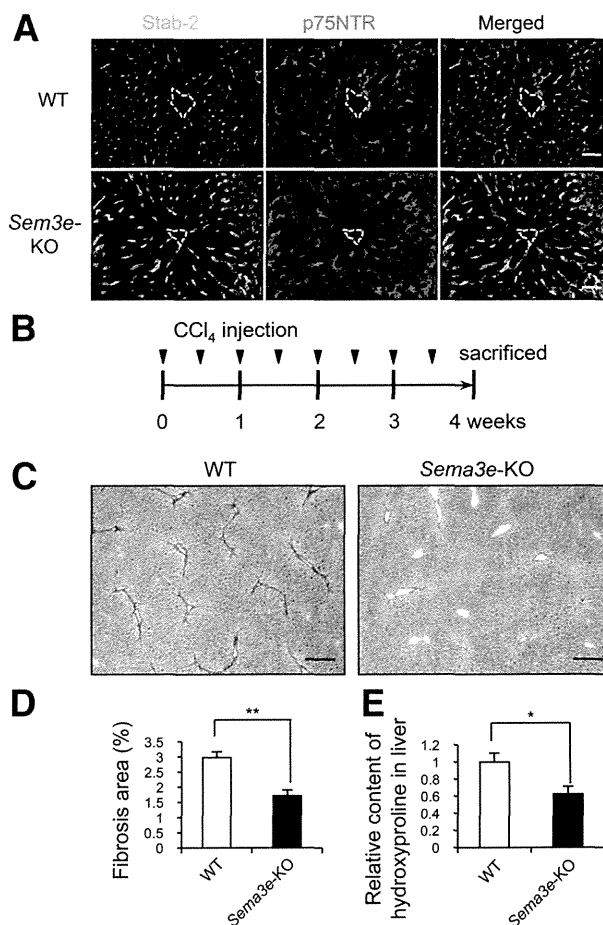 A
Stab-2 p75NTR Merged
WT
Sem3e-
KO
B
CCl4 injection
sacrificed
0 1 2 3 4 weeks
C
WT Sema3e-KO
D
**
Fibrosis area (%)
3.5
3
2.5
2
1.5
1
0.5
0
WT
Sema3e-KO
E
*
Relative content of
hydroxyproline in liver
1.2
1
0.8
0.6
0.4
0.2
0
WT
Sema3e-KO